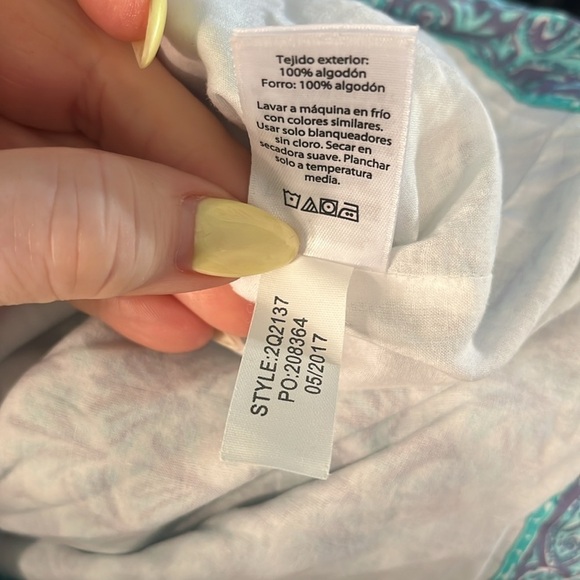 Tejido exterior:
100% algodón
Forro: 100% algodón
Lavar a máquina en frío
con colores similares.
Usar solo blanqueadores
sin cloro. Secar en
secadora suave. Planchar
solo a temperatura
media.
STYLE:2Q2137
PO:208364
05/2017